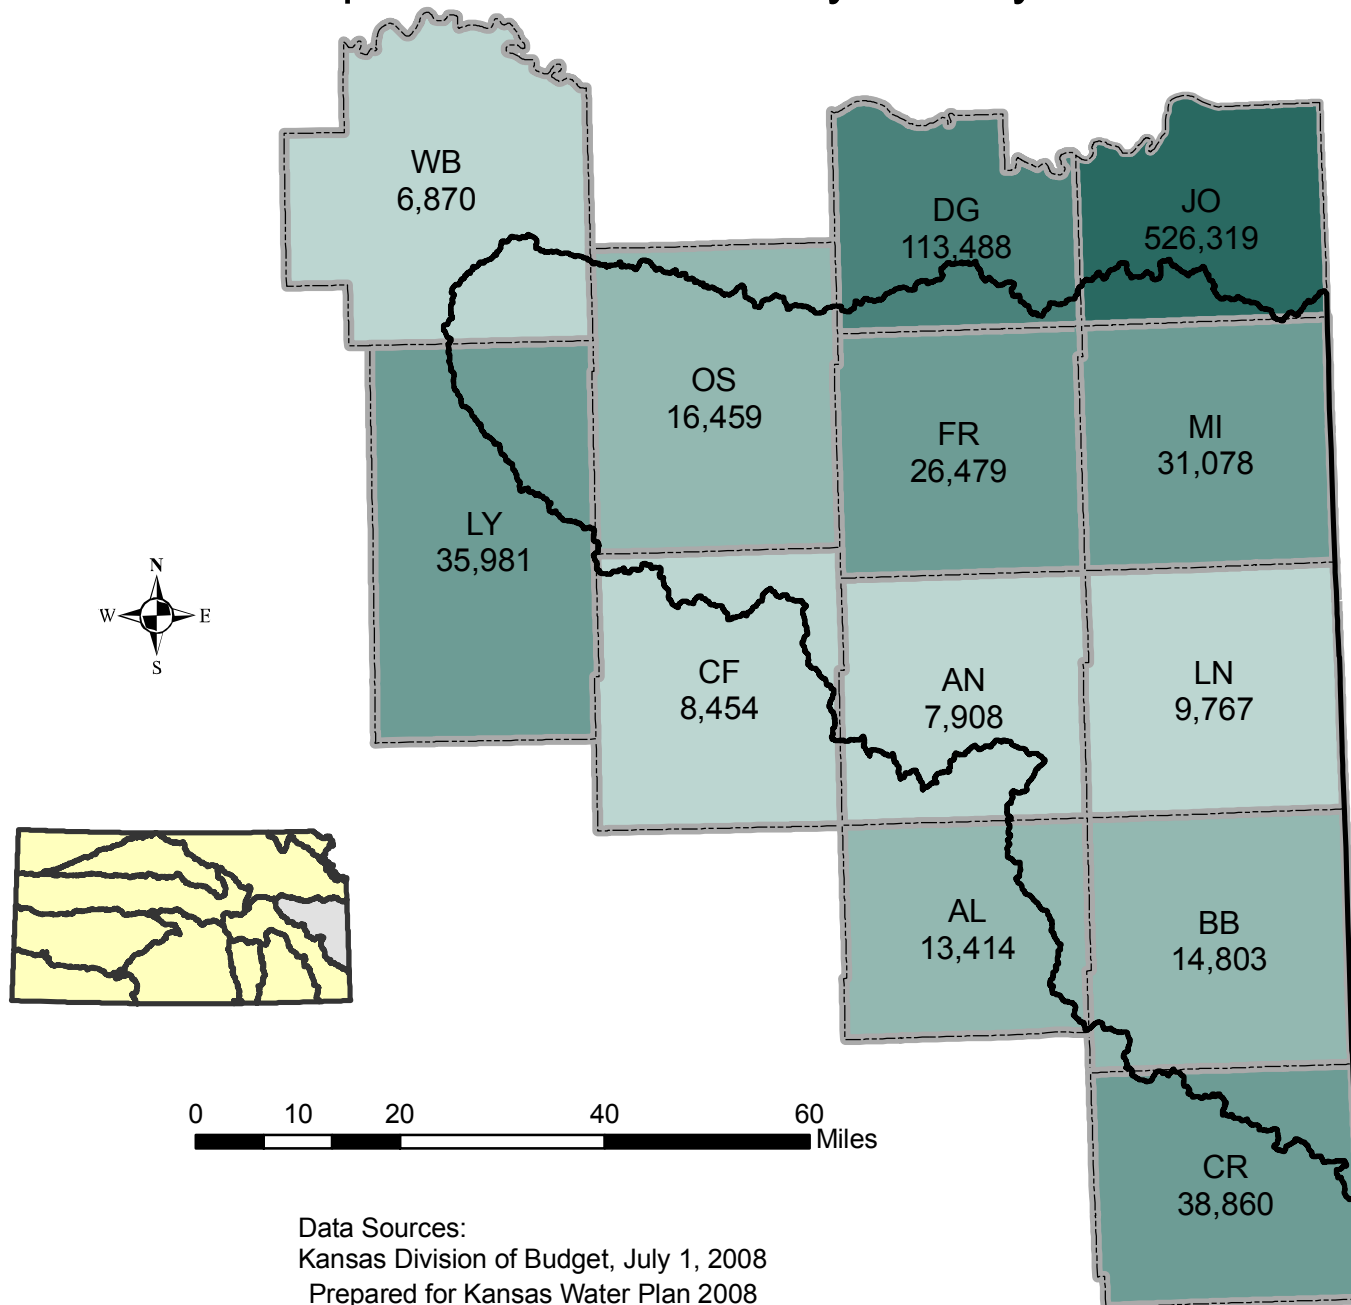 WB
6,870
DG
113,488
JO
526,319
OS
16,459
FR
26,479
MI
31,078
LY
35,981
N
W E
S
CF
8,454
AN
7,908
LN
9,767
AL
13,414
BB
14,803
0 10 20 40 60
Miles
CR
38,860
Data Sources:
Kansas Division of Budget, July 1, 2008
Prepared for Kansas Water Plan 2008